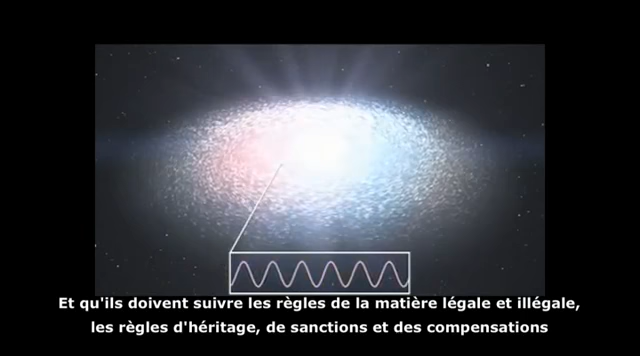 Et qu'ils doivent suivre les règles de la matière légale et illégale,
les règles d'héritage, de sanctions et des compensations